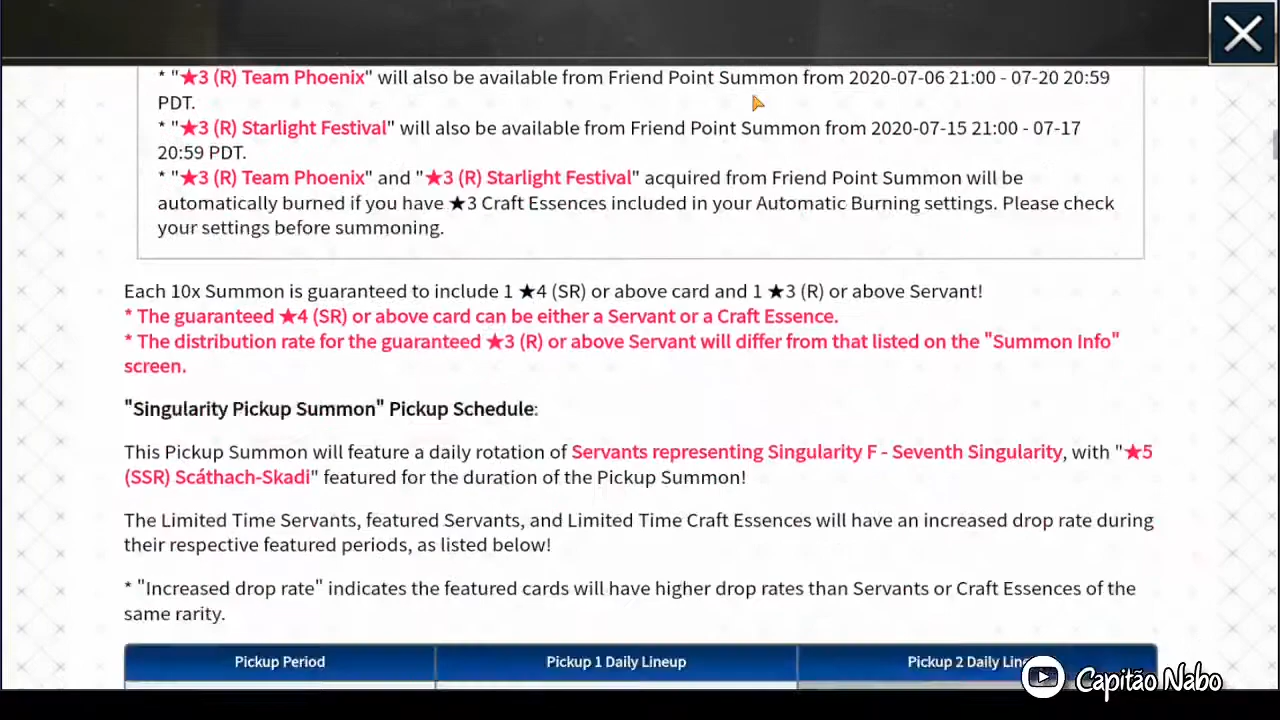 * "★3 (R) Team Phoenix" will also be available from Friend Point Summon from 2020-07-06 21:00 - 07-20 20:59
PDT.
* "★3 (R) Starlight Festival" will also be available from Friend Point Summon from 2020-07-15 21:00 - 07-17
20:59 PDT.
* "★3 (R) Team Phoenix" and "★3 (R) Starlight Festival" acquired from Friend Point Summon will be
automatically burned if you have ★3 Craft Essences included in your Automatic Burning settings. Please check
your settings before summoning.
Each 10x Summon is guaranteed to include 1 ★4 (SR) or above card and 1 ★3 (R) or above Servant!
* The guaranteed ★4 (SR) or above card can be either a Servant or a Craft Essence.
* The distribution rate for the guaranteed ★3 (R) or above Servant will differ from that listed on the "Summon Info"
screen.
"Singularity Pickup Summon" Pickup Schedule:
This Pickup Summon will feature a daily rotation of Servants representing Singularity F - Seventh Singularity, with "★5
(SSR) Scáthach-Skadi" featured for the duration of the Pickup Summon!
The Limited Time Servants, featured Servants, and Limited Time Craft Essences will have an increased drop rate during
their respective featured periods, as listed below!
* "Increased drop rate" indicates the featured cards will have higher drop rates than Servants or Craft Essences of the
same rarity.
Pickup Period Pickup 1 Daily Lineup Pickup 2 Daily
Capitão Nabo